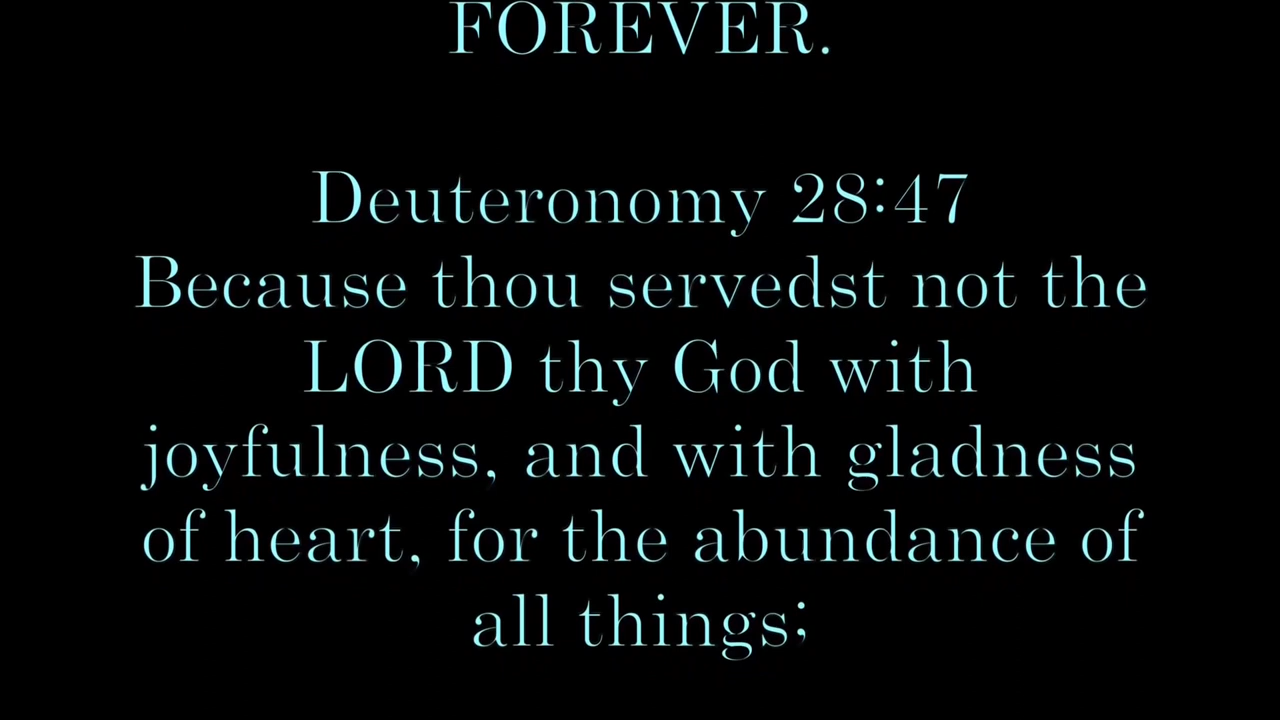 FOREVER.
Deuteronomy 28:47
Because thou servedst not the
LORD thy God with
joyfulness, and with gladness
of heart, for the abundance of
all things;